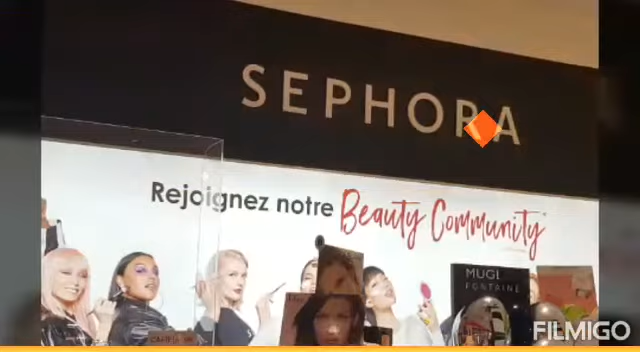 SEPHORA
Rejoignez notre Beauty Community
MUGL
FONTAINE
FILMIGO